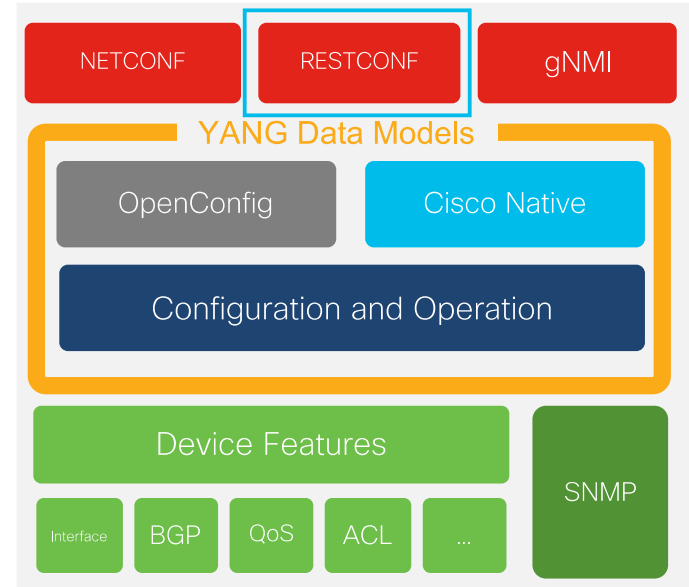 NETCONF
RESTCONF
gNMI
YANG Data Models
OpenConfig
Cisco Native
Configuration and Operation
Device Features
SNMP
Interface
BGP
QoS
ACL
...